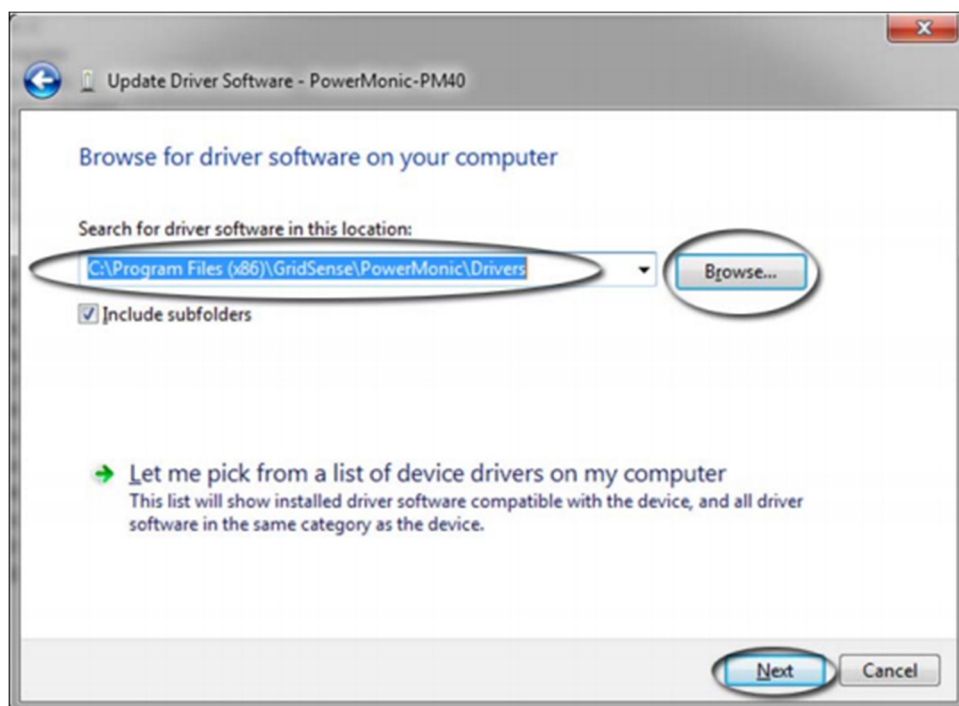 Update Driver Software - PowerMonic-PM40
Browse for driver software on your computer
Search for driver software in this location:
C:\Program Files (x86)\GridSense\PowerMonic\Drivers
Browse...
Include subfolders
Let me pick from a list of device drivers on my computer
This list will show installed driver software compatible with the device, and all driver
software in the same category as the device.
Next
Cancel